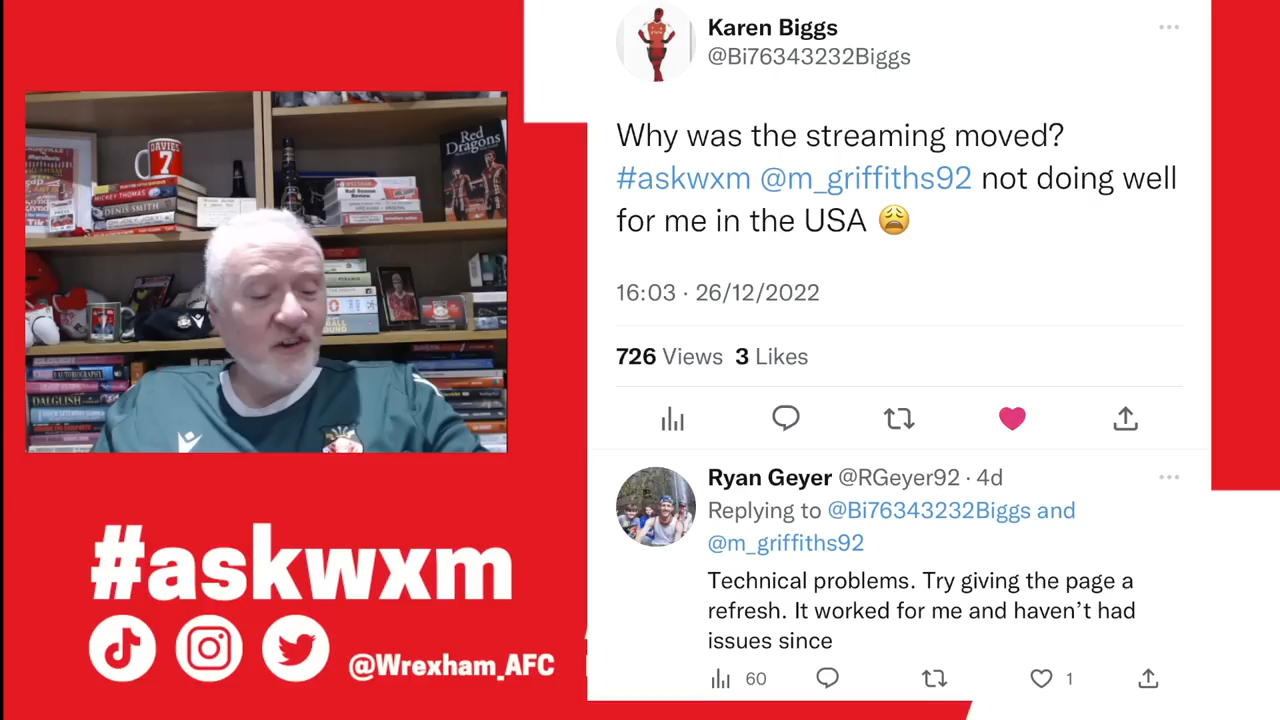 Karen Biggs
@Bi76343232Biggs
Why was the streaming moved?
#askwxm @m_griffiths92 not doing well
for me in the USA 😩
16:03 · 26/12/2022
726 Views 3 Likes
Ryan Geyer @RGeyer92 · 4d
Replying to @Bi76343232Biggs and
@m_griffiths92
Technical problems. Try giving the page a
refresh. It worked for me and haven’t had
issues since
60
1
DAVIES
7
MICKEY THOMAS
DENIS SMITH
Red
Dragons
AUTOBIOGRAPHY
DALGLISH
#askwxm
@Wrexham_AFC